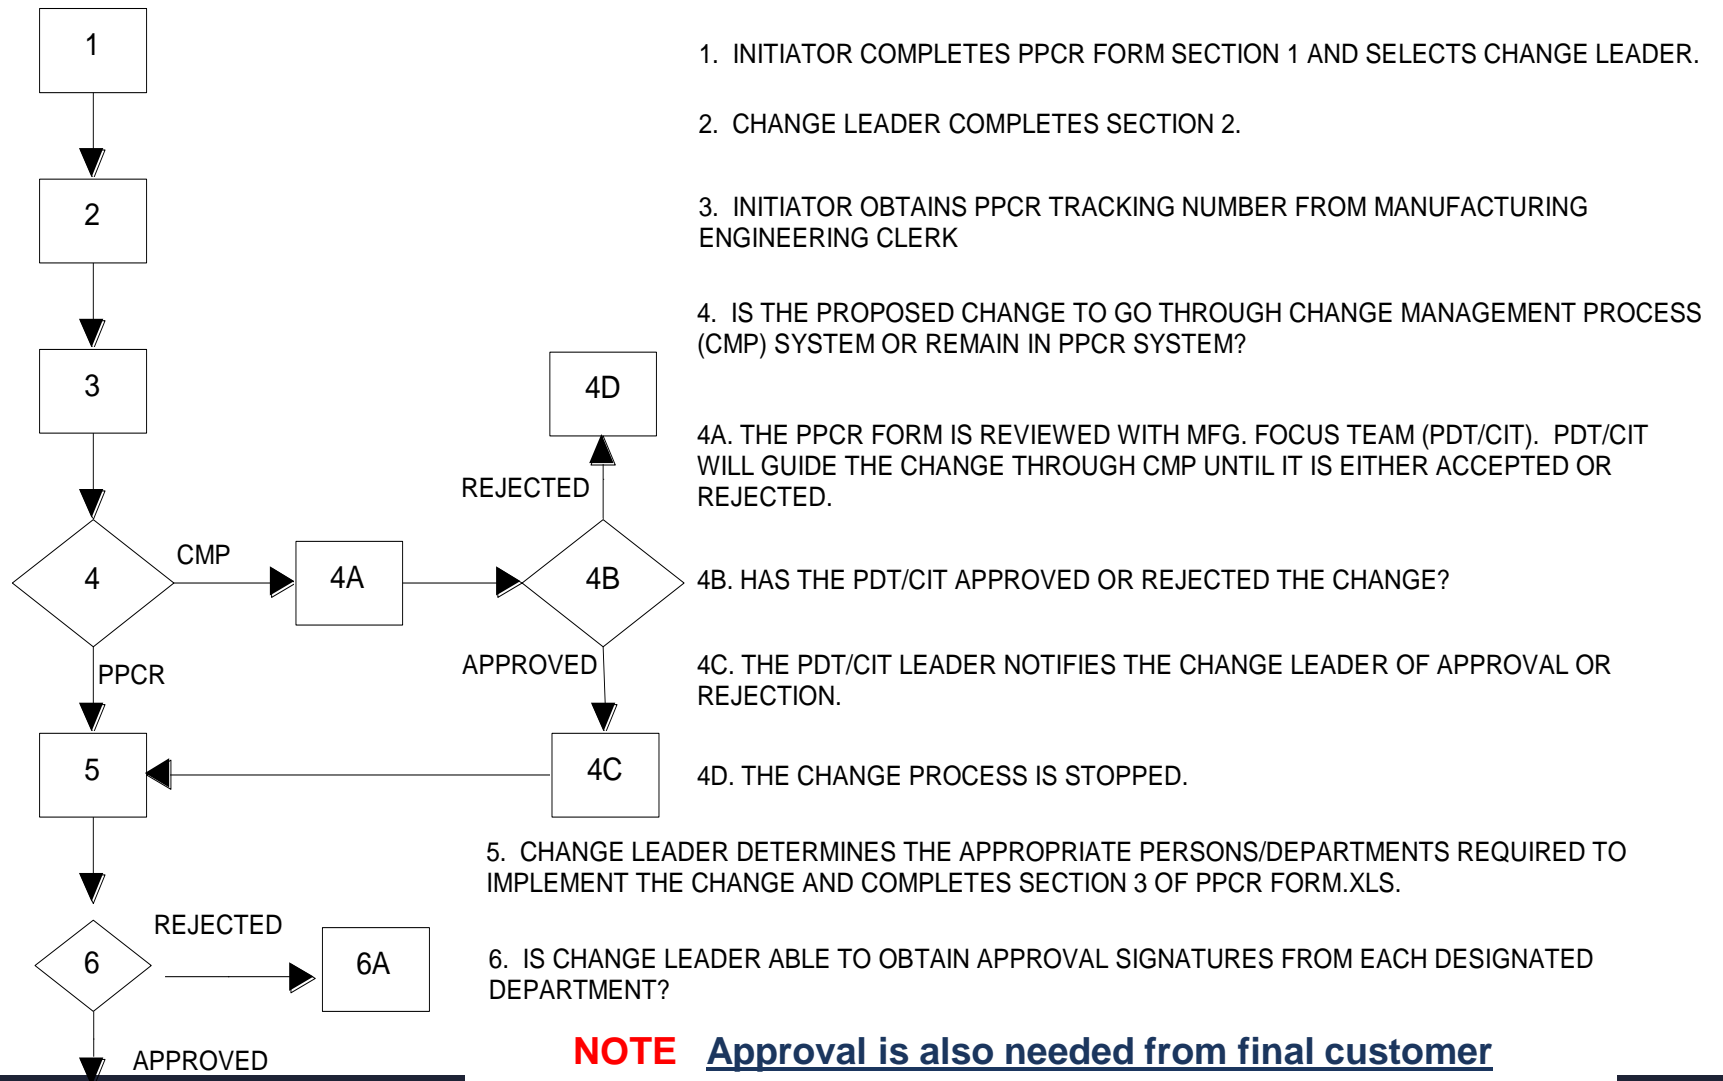 1
1.  INITIATOR COMPLETES PPCR FORM SECTION 1 AND SELECTS CHANGE LEADER.
2.  CHANGE LEADER COMPLETES SECTION 2.
2
3.  INITIATOR OBTAINS PPCR TRACKING NUMBER FROM MANUFACTURING
ENGINEERING CLERK
4.  IS THE PROPOSED CHANGE TO GO THROUGH CHANGE MANAGEMENT PROCESS
(CMP) SYSTEM OR REMAIN IN PPCR SYSTEM?
3
4D
4A. THE PPCR FORM IS REVIEWED WITH MFG. FOCUS TEAM (PDT/CIT).  PDT/CIT
WILL GUIDE THE CHANGE THROUGH CMP UNTIL IT IS EITHER ACCEPTED OR
REJECTED.
REJECTED
CMP
4
4A
4B
4B. HAS THE PDT/CIT APPROVED OR REJECTED THE CHANGE?
PPCR
APPROVED
4C. THE PDT/CIT LEADER NOTIFIES THE CHANGE LEADER OF APPROVAL OR
REJECTION.
5
4C
4D. THE CHANGE PROCESS IS STOPPED.
5.  CHANGE LEADER DETERMINES THE APPROPRIATE PERSONS/DEPARTMENTS REQUIRED TO
IMPLEMENT THE CHANGE AND COMPLETES SECTION 3 OF PPCR FORM.XLS.
REJECTED
6
6A
6.  IS CHANGE LEADER ABLE TO OBTAIN APPROVAL SIGNATURES FROM EACH DESIGNATED
DEPARTMENT?
APPROVED
NOTE Approval is also needed from final customer